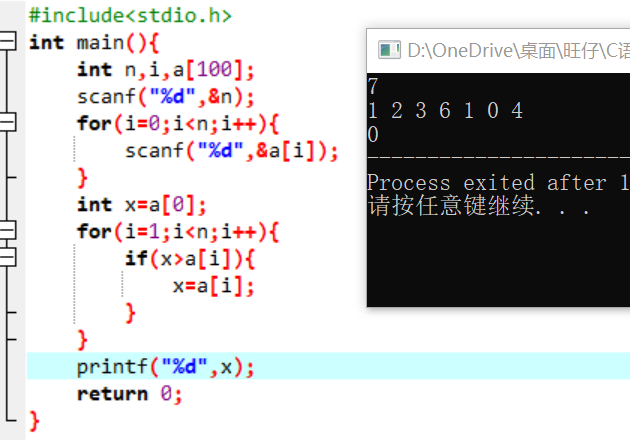 #include<stdio.h>
int main(){
int n,i,a[100];
scanf("%d",&n);
for(i=0;i<n;i++){
scanf("%d",&a[i]);
}
int x=a[0];
for(i=1;i<n;i++){
if(x>a[i]){
x=a[i];
}
}
printf("%d",x);
return 0;
}
D:\OneDrive\桌面\旺仔\C语
7
1 2 3 6 1 0 4
0
--------------------------------
Process exited after 1
请按任意键继续. . .